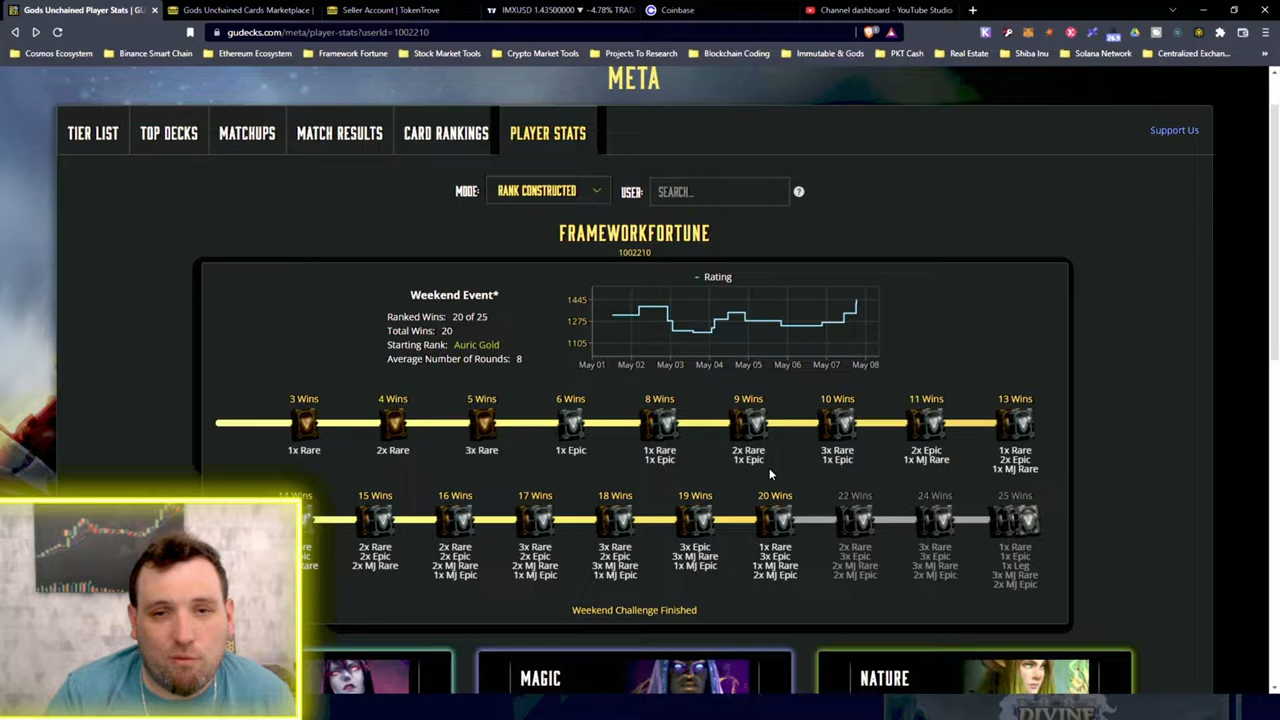 Gods Unchained Player Stats | GU
Gods Unchained Cards Marketplace |
Seller Account | TokenTrove
IMXUSD 1.43500000 ▼ −4.78% TRAD
Coinbase
Channel dashboard - YouTube Studio
gudecks.com/meta/player-stats?userId=1002210
Cosmos Ecosystem
Binance Smart Chain
Ethereum Ecosystem
Framework Fortune
Stock Market Tools
Crypto Market Tools
Projects To Research
Blockchain Coding
Immutable & Gods
PKT Cash
Real Estate
Shiba Inu
Solana Network
Centralized Exchan...
META
TIER LIST
TOP DECKS
MATCHUPS
MATCH RESULTS
CARD RANKINGS
PLAYER STATS
Support Us
MODE: RANK CONSTRUCTED
USER: SEARCH...
FRAMEWORKFORTUNE
1002210
Weekend Event*
Ranked Wins: 20 of 25
Total Wins: 20
Starting Rank: Auric Gold
Average Number of Rounds: 8
Rating
1445
1275
1105
May 01 May 02 May 03 May 04 May 05 May 06 May 07 May 08
3 Wins
1x Rare
4 Wins
2x Rare
5 Wins
3x Rare
6 Wins
1x Epic
8 Wins
1x Rare
1x Epic
9 Wins
2x Rare
1x Epic
10 Wins
3x Rare
1x Epic
11 Wins
2x Epic
1x MJ Rare
13 Wins
1x Rare
2x Epic
1x MJ Rare
14 Wins
15 Wins
2x Rare
2x Epic
2x MJ Rare
16 Wins
2x Rare
2x Epic
2x MJ Rare
1x MJ Epic
17 Wins
3x Rare
2x Epic
2x MJ Rare
1x MJ Epic
18 Wins
3x Rare
2x Epic
3x MJ Rare
1x MJ Epic
19 Wins
3x Epic
3x MJ Rare
1x MJ Epic
20 Wins
1x Rare
3x Epic
1x MJ Rare
2x MJ Epic
22 Wins
2x Rare
3x Epic
2x MJ Rare
2x MJ Epic
24 Wins
3x Rare
3x Epic
3x MJ Rare
2x MJ Epic
25 Wins
1x Rare
1x Epic
1x Leg
3x MJ Rare
2x MJ Epic
Weekend Challenge Finished
MAGIC
NATURE
DIVINE